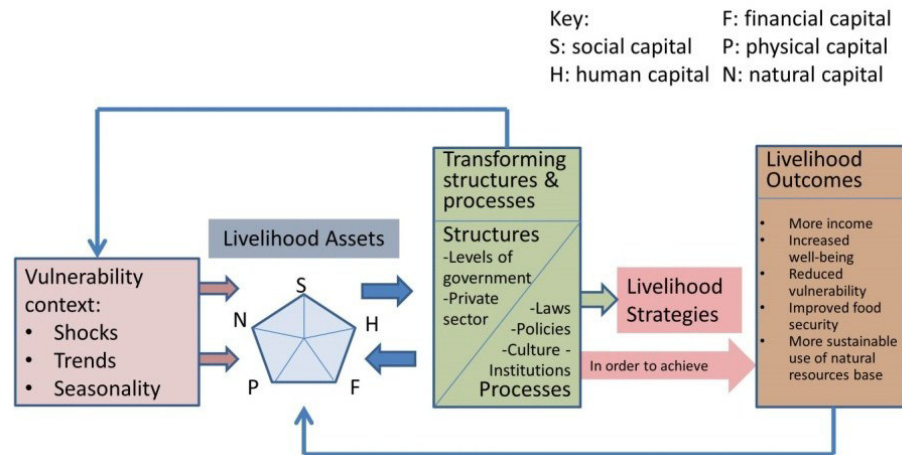 Key:
S: social capital
H: human capital
F: financial capital
P: physical capital
N: natural capital
Vulnerability
context:
• Shocks
• Trends
• Seasonality
Livelihood Assets
S
N
H
P
F
Transforming
structures &
processes
Structures
-Levels of
government
-Private
sector
-Laws
-Policies
-Culture -
Institutions
Processes
Livelihood
Strategies
In order to achieve
Livelihood
Outcomes
• More income
• Increased
well-being
• Reduced
vulnerability
• Improved food
security
• More sustainable
use of natural
resources base